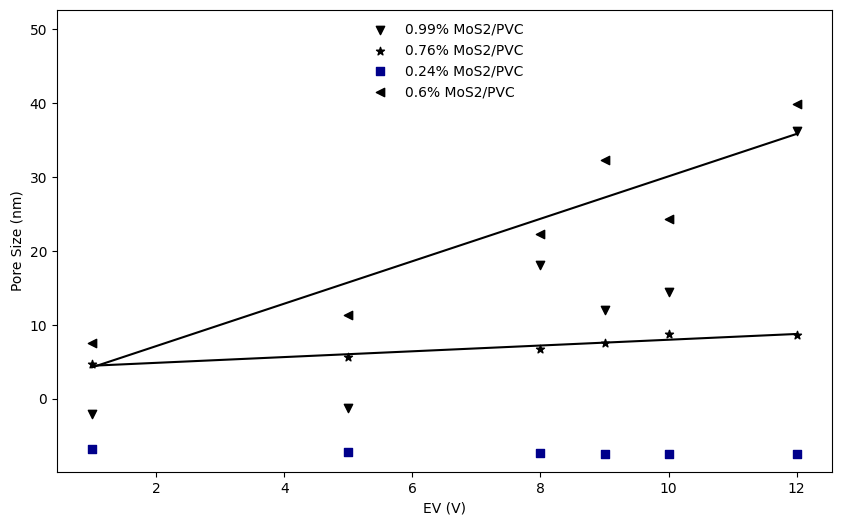 50
40
30
20
10
0
Pore Size (nm)
0.99% MoS2/PVC
0.76% MoS2/PVC
0.24% MoS2/PVC
0.6% MoS2/PVC
2 4 6 8 10 12
EV (V)